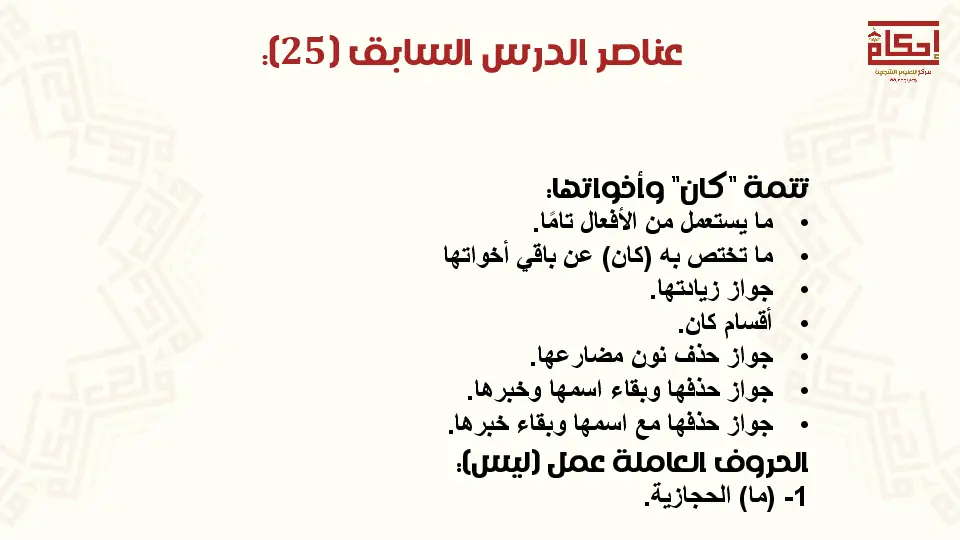 إحكام
مركز للعلوم الشرعية
عناصر الدرس السابق (25):
تتمة "كان" وأخواتها:
• ما يستعمل من الأفعال تامًا.
• ما تختص به (كان) عن باقي أخواتها
• جواز زيادتها.
• أقسام كان.
• جواز حذف نون مضارعها.
• جواز حذفها وبقاء اسمها وخبرها.
• جواز حذفها مع اسمها وبقاء خبرها.
الحروف العاملة عمل (ليس):
1- (ما) الحجازية.